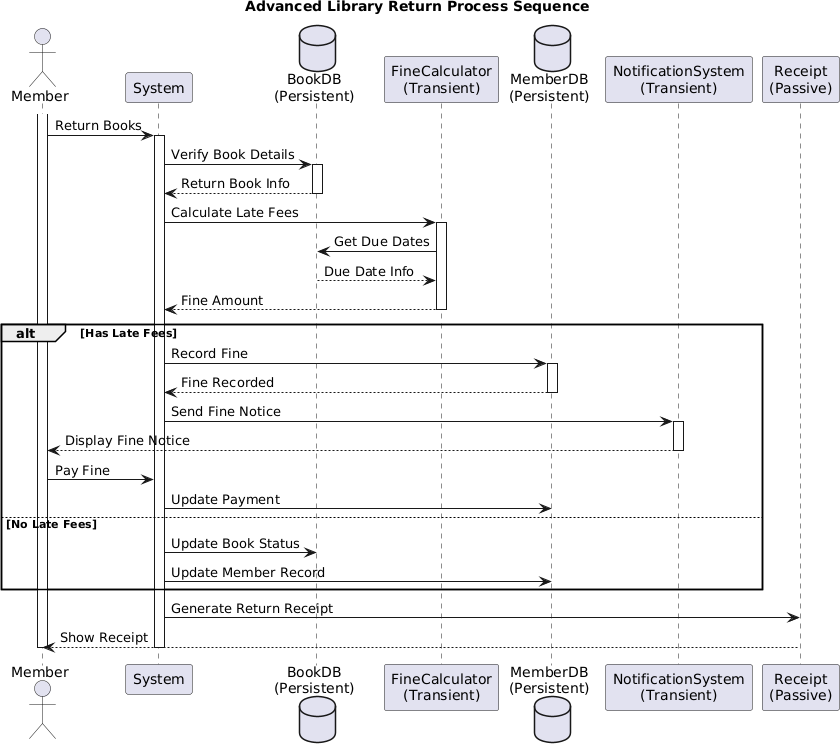 Advanced Library Return Process Sequence
Member
System
BookDB
(Persistent)
FineCalculator
(Transient)
MemberDB
(Persistent)
NotificationSystem
(Transient)
Receipt
(Passive)
Return Books
Verify Book Details
Return Book Info
Calculate Late Fees
Get Due Dates
Due Date Info
Fine Amount
alt [Has Late Fees]
Record Fine
Fine Recorded
Send Fine Notice
Display Fine Notice
Pay Fine
Update Payment
[No Late Fees]
Update Book Status
Update Member Record
Generate Return Receipt
Show Receipt
Member
System
BookDB
(Persistent)
FineCalculator
(Transient)
MemberDB
(Persistent)
NotificationSystem
(Transient)
Receipt
(Passive)